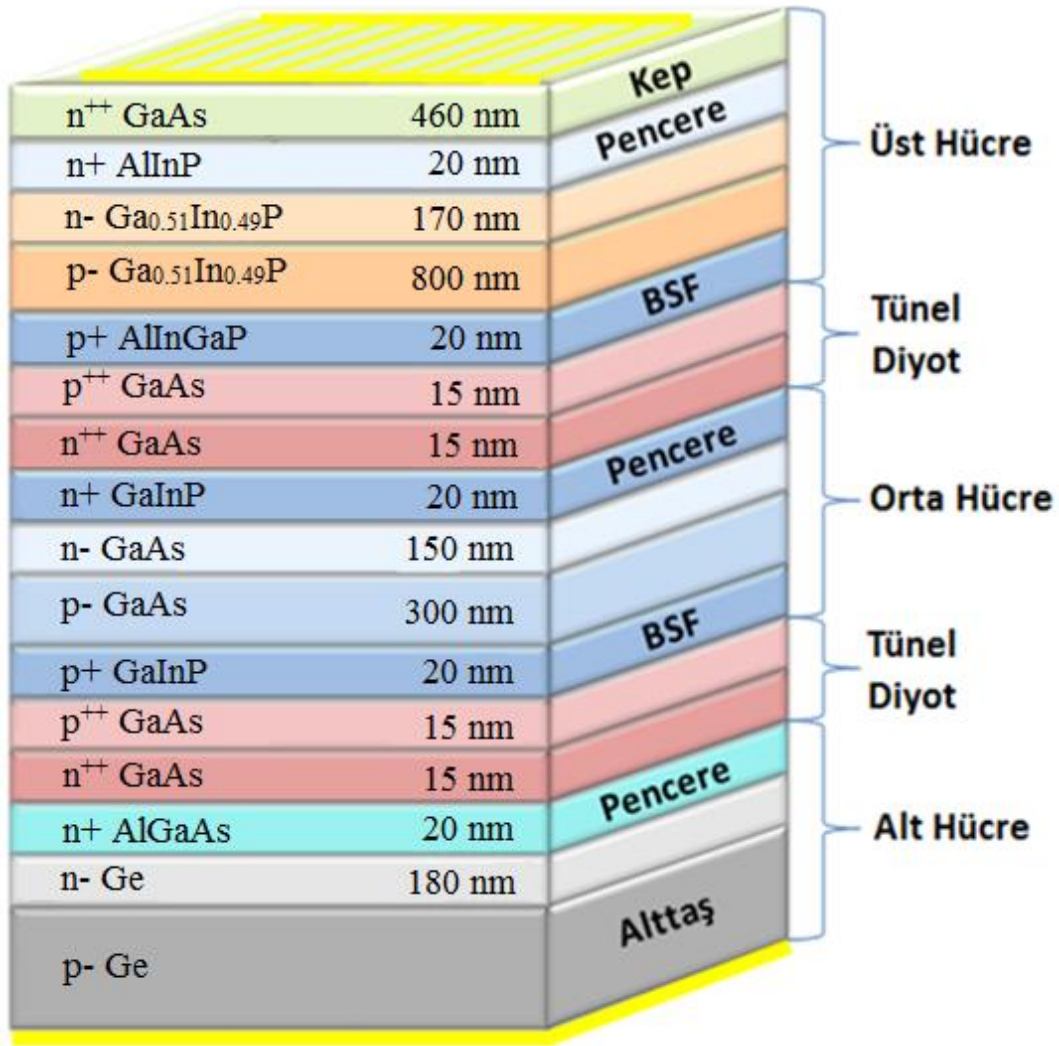 n++ GaAs 460 nm Kep
n+ AlInP 20 nm Pencere
n- Ga0.51In0.49P 170 nm
p- Ga0.51In0.49P 800 nm
p+ AlInGaP 20 nm BSF
p++ GaAs 15 nm
n++ GaAs 15 nm
n+ GaInP 20 nm Pencere
n- GaAs 150 nm
p- GaAs 300 nm
p+ GaInP 20 nm BSF
p++ GaAs 15 nm
n++ GaAs 15 nm
n+ AlGaAs 20 nm Pencere
n- Ge 180 nm
p- Ge Alttaş
Üst Hücre
Tünel
Diyot
Orta Hücre
Tünel
Diyot
Alt Hücre